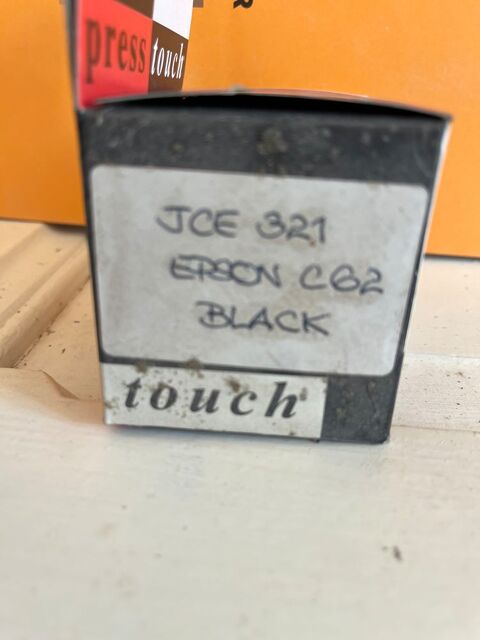 press touch
JCE 321
EPSON C62
BLACK
touch